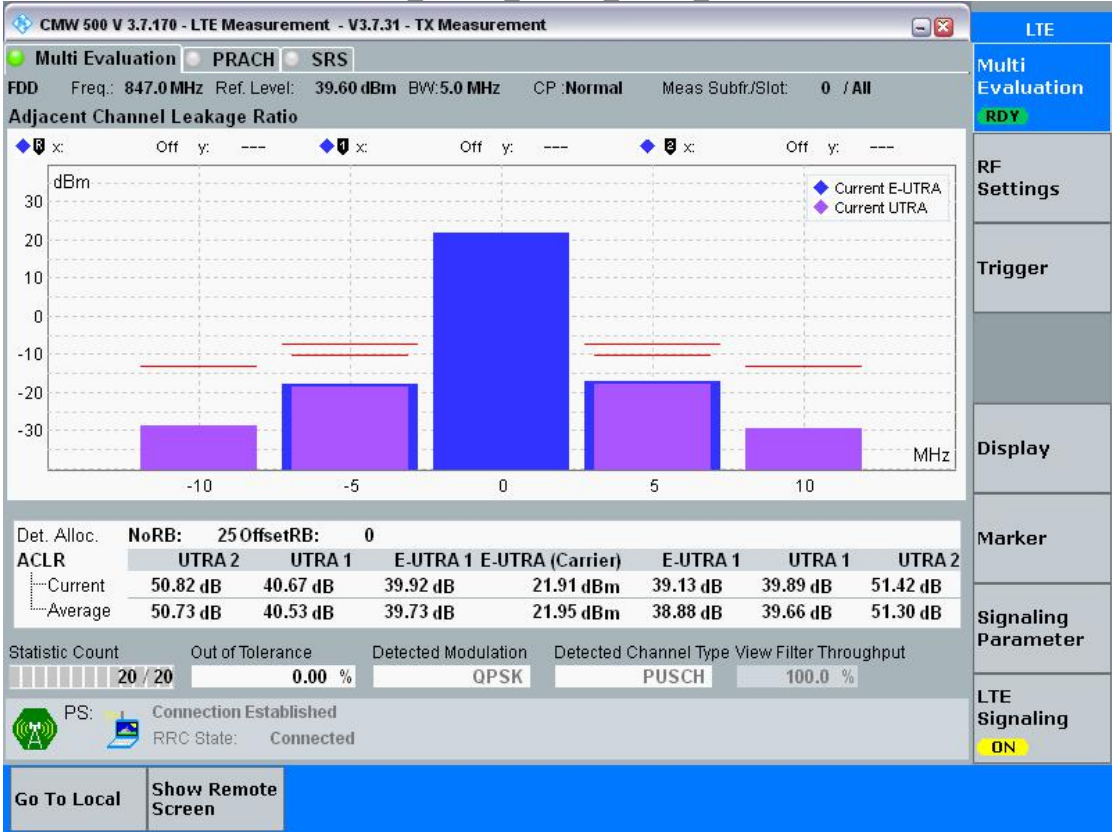 CMW 500 V 3.7.170 - LTE Measurement - V3.7.31 - TX Measurement
LTE
Multi Evaluation PRACH SRS
Multi
Evaluation
RDY
FDD Freq.: 847.0 MHz Ref. Level: 39.60 dBm BW: 5.0 MHz CP : Normal Meas Subfr./Slot: 0 / All
Adjacent Channel Leakage Ratio
R x: Off y: --- 1 x: Off y: --- 2 x: Off y: ---
dBm
Current E-UTRA
Current UTRA
30
20
10
0
-10
-20
-30
MHz
-10 -5 0 5 10
RF
Settings
Trigger
Display
Marker
Signaling
Parameter
LTE
Signaling
ON
Det. Alloc. NoRB: 25 OffsetRB: 0
ACLR UTRA 2 UTRA 1 E-UTRA 1 E-UTRA (Carrier) E-UTRA 1 UTRA 1 UTRA 2
Current 50.82 dB 40.67 dB 39.92 dB 21.91 dBm 39.13 dB 39.89 dB 51.42 dB
Average 50.73 dB 40.53 dB 39.73 dB 21.95 dBm 38.88 dB 39.66 dB 51.30 dB
Statistic Count Out of Tolerance Detected Modulation Detected Channel Type View Filter Throughput
20 / 20 0.00 % QPSK PUSCH 100.0 %
PS: Connection Established
RRC State: Connected
Go To Local
Show Remote
Screen